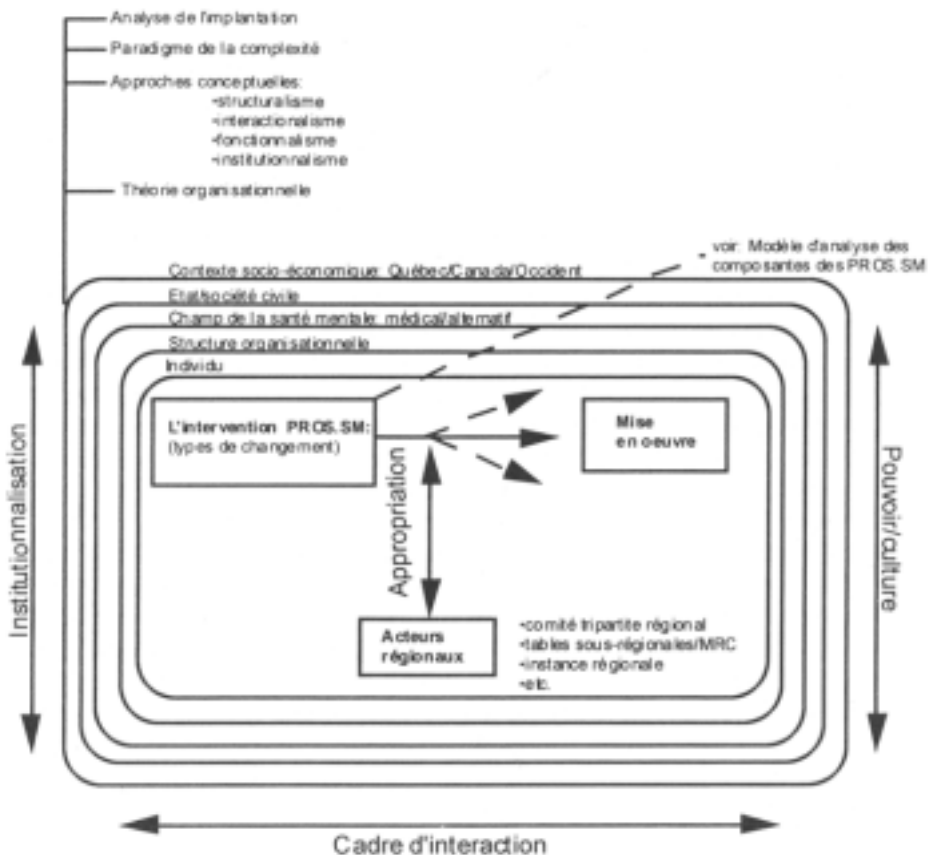 Analyse de l'implantation
Paradigme de la complexité
Approches conceptuelles:
•structuralisme
•interactionalisme
•fonctionnalisme
•institutionnalisme
Théorie organisationnelle
voir: Modèle d'analyse des
composantes des PROS.SM
Contexte socio-économique: Québec/Canada/Occident
Etat/société civile
Champ de la santé mentale: médical/alternatif
Structure organisationnelle
Individu
L'intervention PROS.SM:
(types de changement)
Mise
en oeuvre
Appropriation
Institutionnalisation
Pouvoir/culture
Acteurs
régionaux
•comité tripartite régional
•tables sous-régionales/MRC
•instance régionale
•etc.
Cadre d'interaction